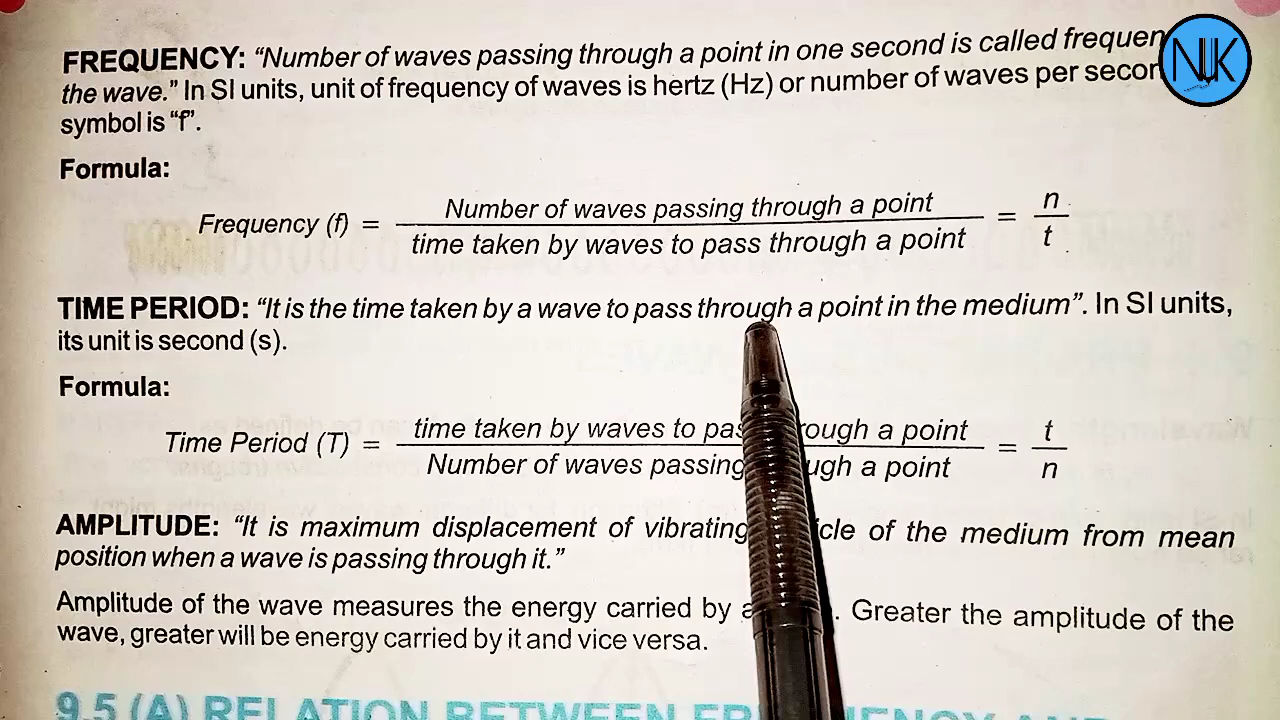 FREQUENCY: “Number of waves passing through a point in one second is called
the wave.” In SI units, unit of frequency of waves is hertz (Hz) or number of waves per
symbol is “f”.
Formula:
Frequency (f) = Number of waves passing through a point / time taken by waves to pass through a point = n / t
TIME PERIOD: “It is the time taken by a wave to pass through a point in the medium”. In SI units,
its unit is second (s).
Formula:
Time Period (T) = time taken by waves to through a point / Number of waves passing a point = t / n
AMPLITUDE: “It is maximum displacement of vibrating of the medium from mean
position when a wave is passing through it.”
Amplitude of the wave measures the energy carried by . Greater the amplitude of the
wave, greater will be energy carried by it and vice versa.
9.5 (A) RELATION BETWEEN
NJK